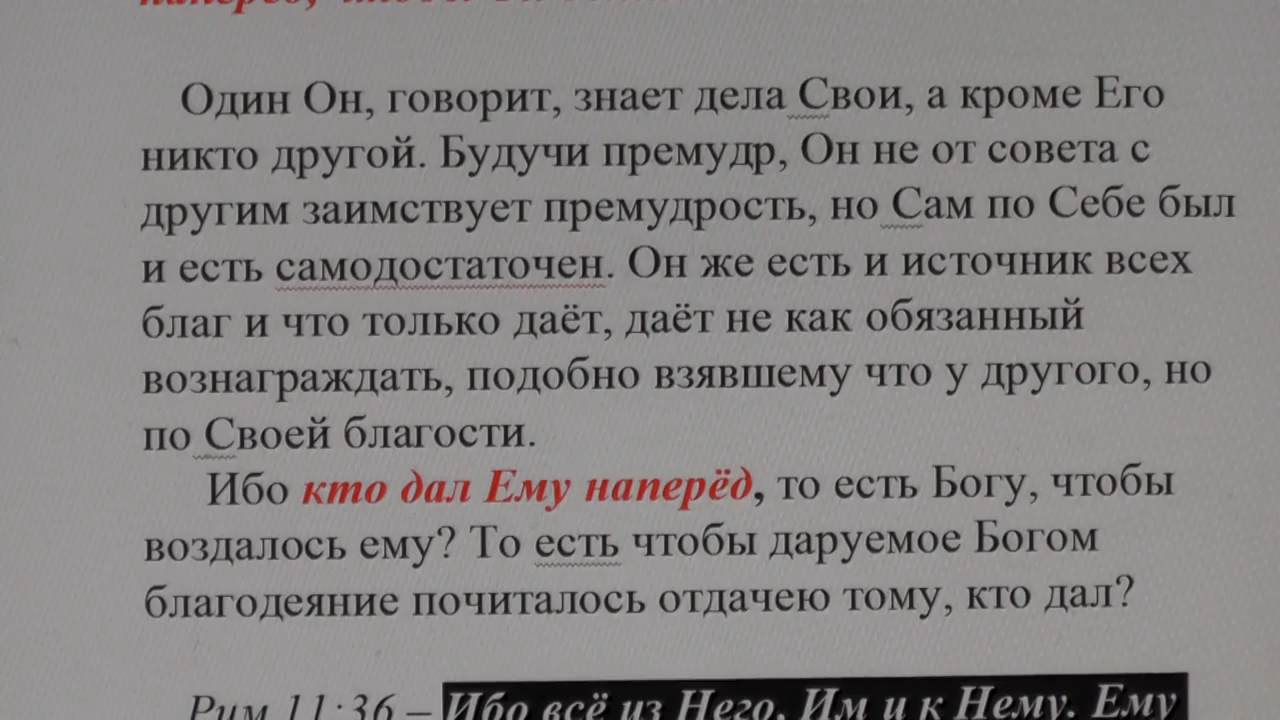 Один Он, говорит, знает дела Свои, а кроме Его
никто другой. Будучи премудр, Он не от совета с
другим заимствует премудрость, но Сам по Себе был
и есть самодостаточен. Он же есть и источник всех
благ и что только даёт, даёт не как обязанный
вознаграждать, подобно взявшему что у другого, но
по Своей благости.
Ибо кто дал Ему наперёд, то есть Богу, чтобы
воздалось ему? То есть чтобы даруемое Богом
благодеяние почиталось отдачею тому, кто дал?
Рим 11:36 – Ибо всё из Него, Им и к Нему. Ему